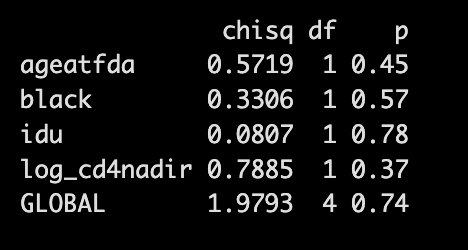 chisq df p
ageatfda 0.5719 1 0.45
black 0.3306 1 0.57
idu 0.0807 1 0.78
log_cd4nadir 0.7885 1 0.37
GLOBAL 1.9793 4 0.74